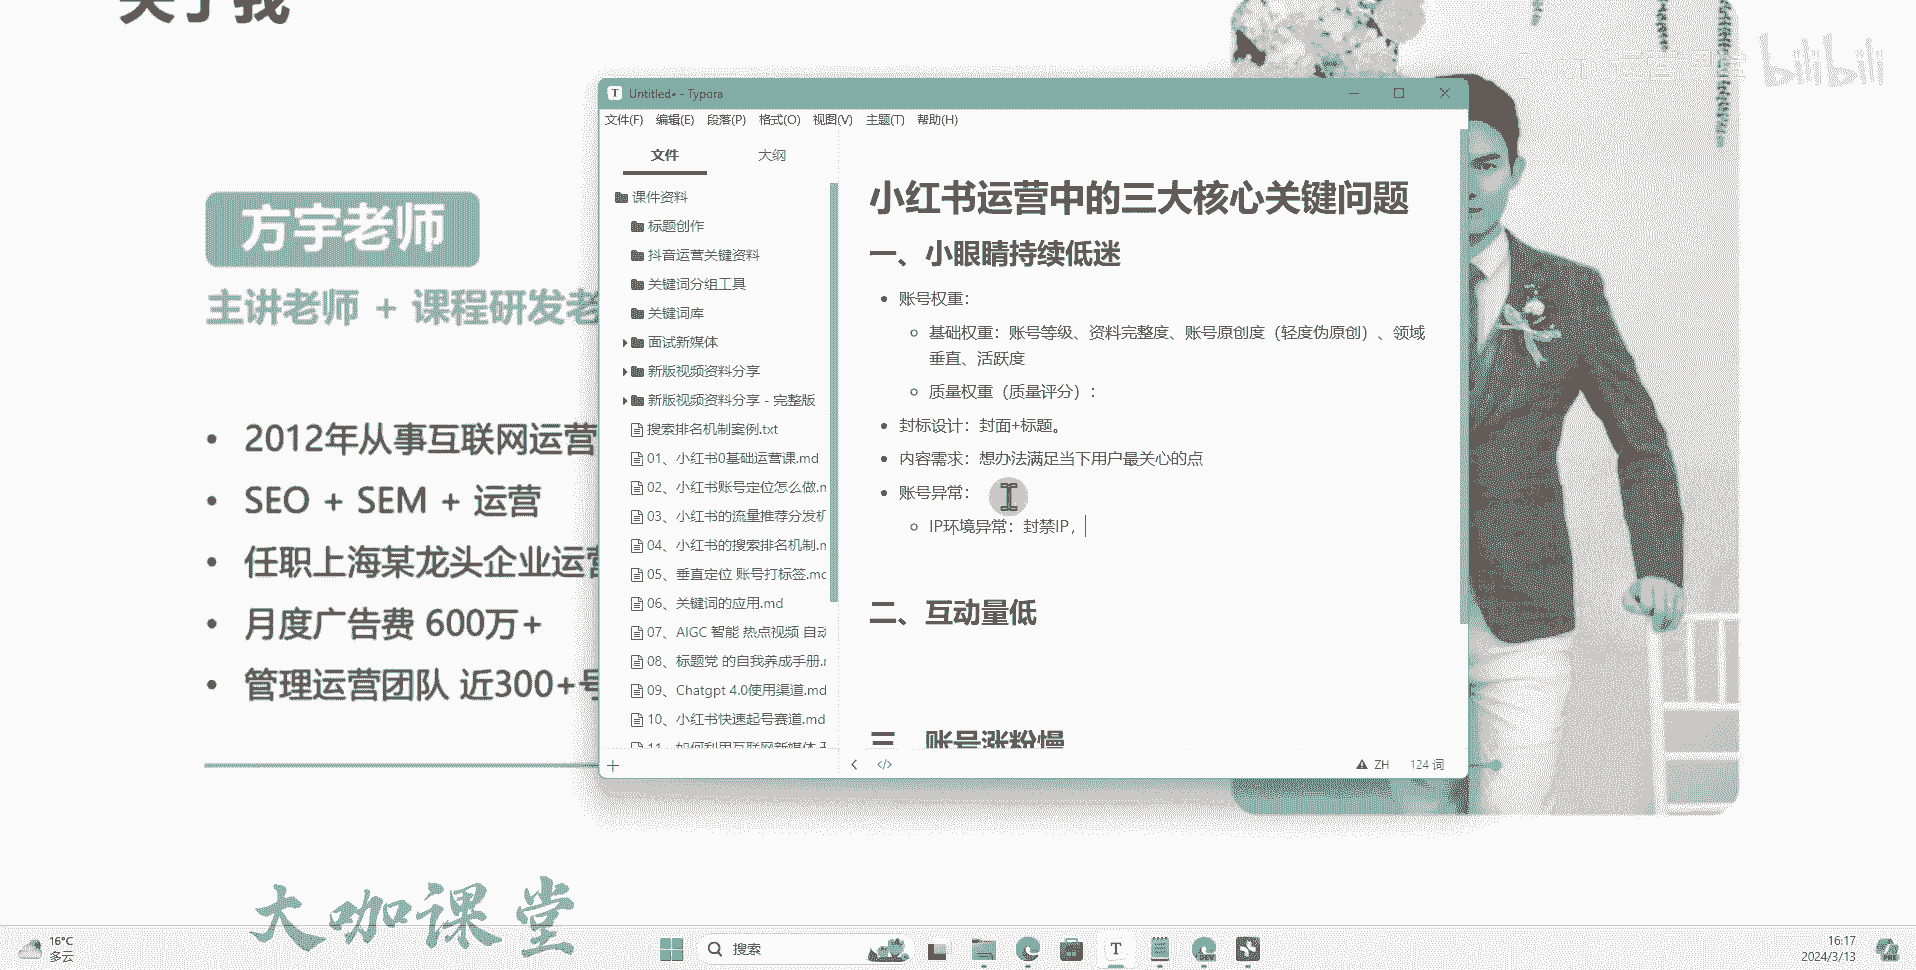 关于我
bilibili
方宇老师
主讲老师 + 课程研发老
2012年从事互联网运营
SEO + SEM + 运营
任职上海某龙头企业运营
月度广告费 600万+
管理运营团队 近300+号
大咖课堂
Untitled• - Typora
文件(F) 编辑(E) 段落(P) 格式(O) 视图(V) 主题(T) 帮助(H)
文件 大纲
课件资料
标题创作
抖音运营关键资料
关键词分组工具
关键词库
面试新媒体
新版视频资料分享
新版视频资料分享 - 完整版
搜索排名机制案例.txt
01、小红书0基础运营课.md
02、小红书账号定位怎么做.m
03、小红书的流量推荐分发机
04、小红书的搜索排名机制.m
05、垂直定位 账号打标签.md
06、关键词的应用.md
07、AIGC 智能 热点视频 自动
08、标题党 的自我养成手册.m
09、Chatgpt 4.0使用渠道.md
10、小红书快速起号赛道.md
11、如何利用互联网新媒体
小红书运营中的三大核心关键问题
一、小眼睛持续低迷
账号权重：
基础权重：账号等级、资料完整度、账号原创度（轻度伪原创）、领域
垂直、活跃度
质量权重（质量评分）：
封标设计：封面+标题。
内容需求：想办法满足当下用户最关心的点
账号异常：
IP环境异常：封禁IP，
二、互动量低
三、账号涨粉慢
ZH 124 词
16°C
多云
搜索
16:17
2024/3/13